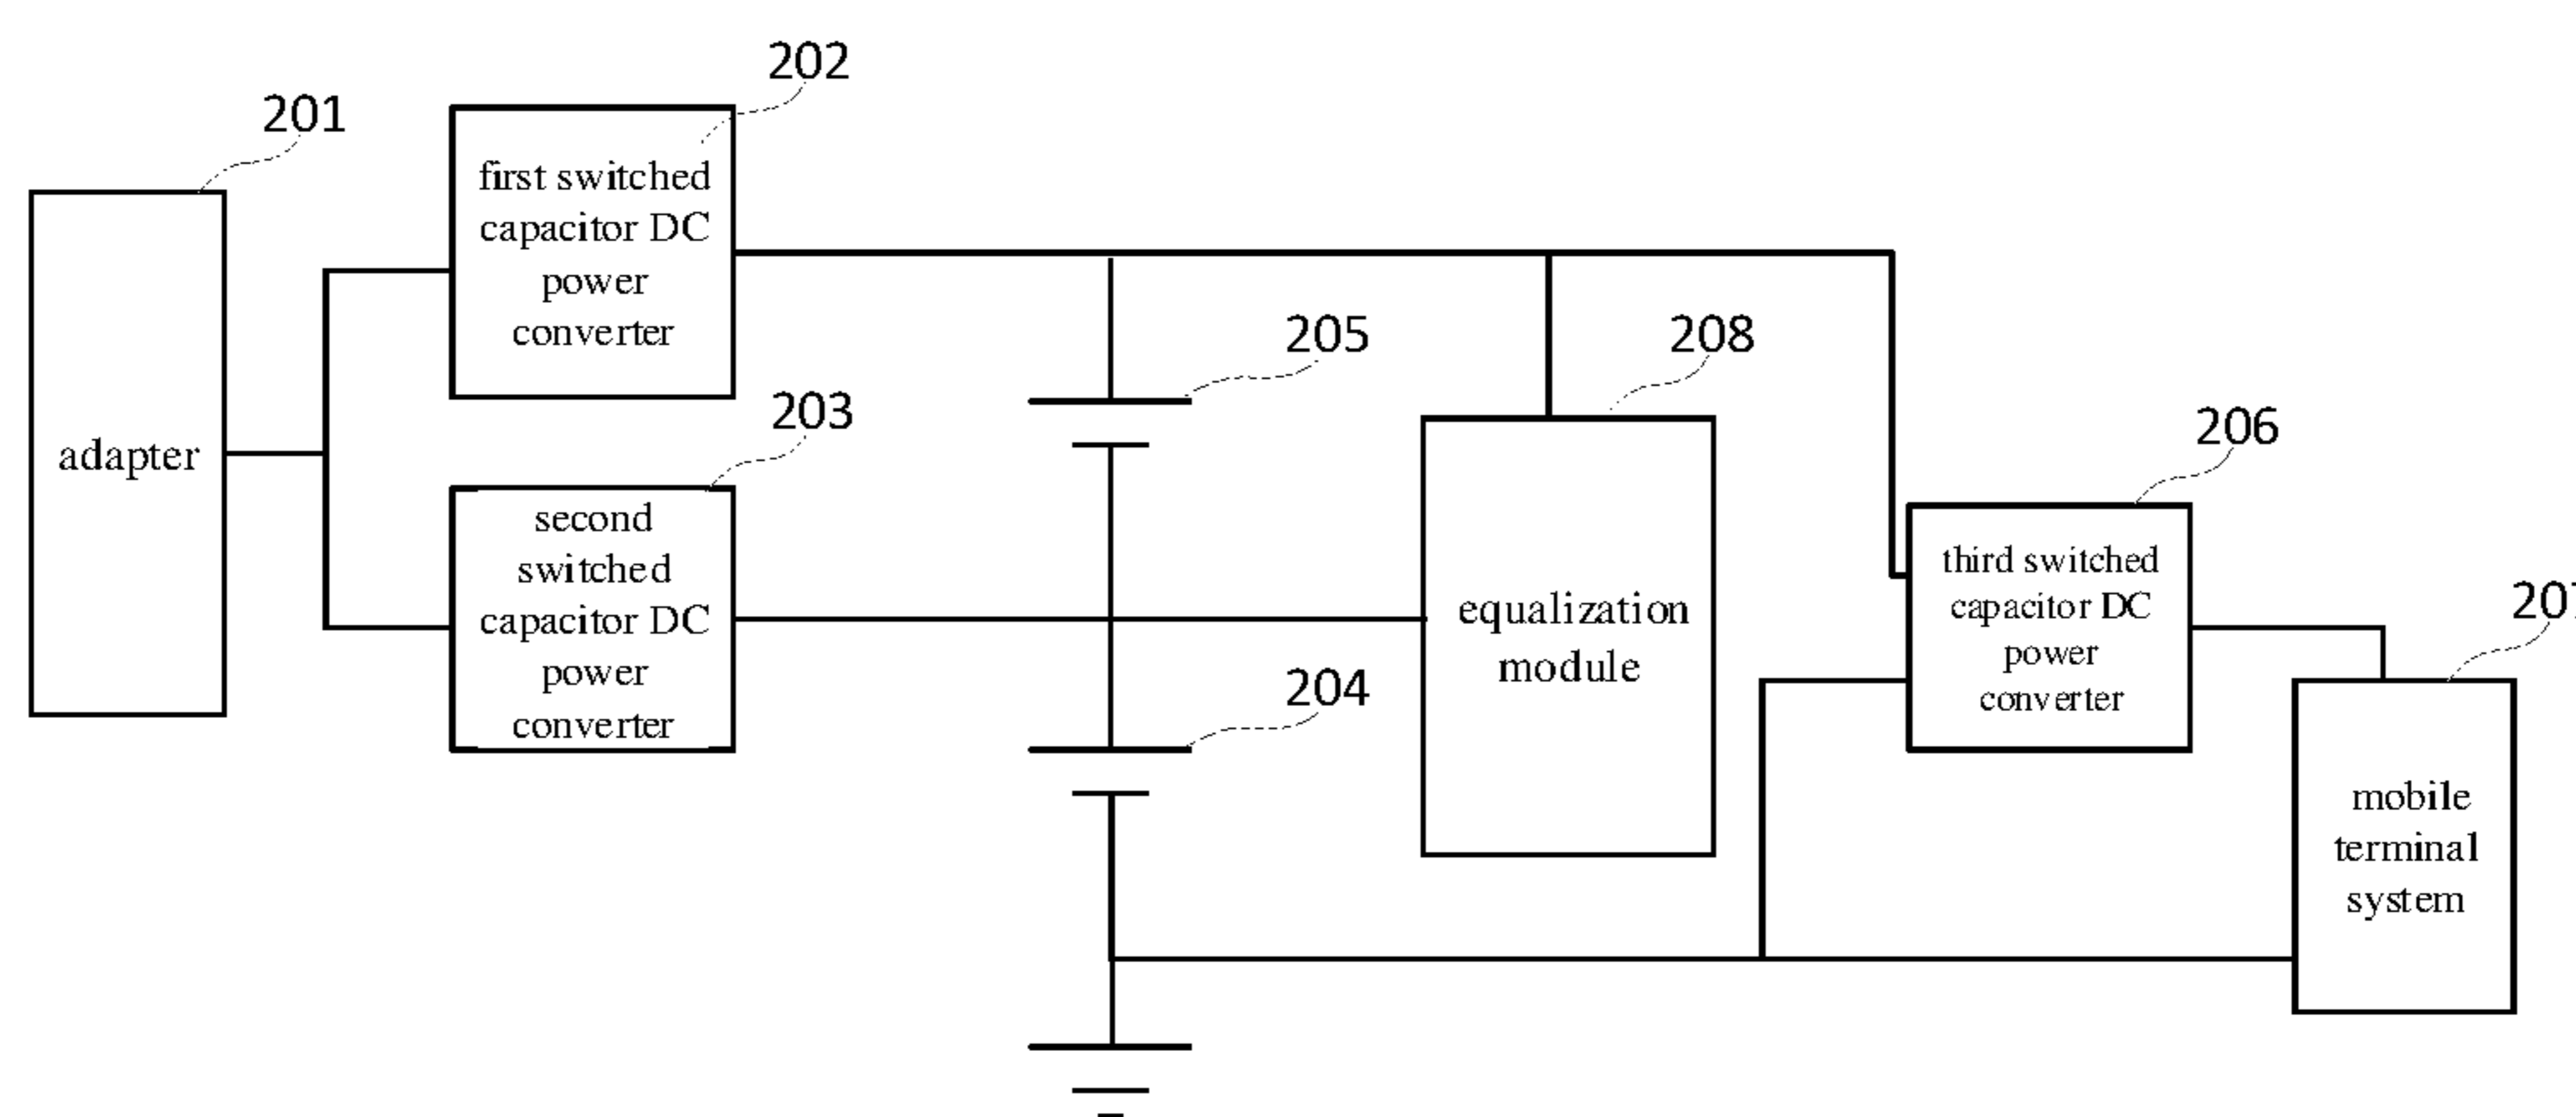 202
201
first switched
capacitor DC
power
converter
205
208
203
206
adapter
second
switched
capacitor DC
power
converter
third switched
capacitor DC
power
converter
equalization
module
204
207
mobile
terminal
system